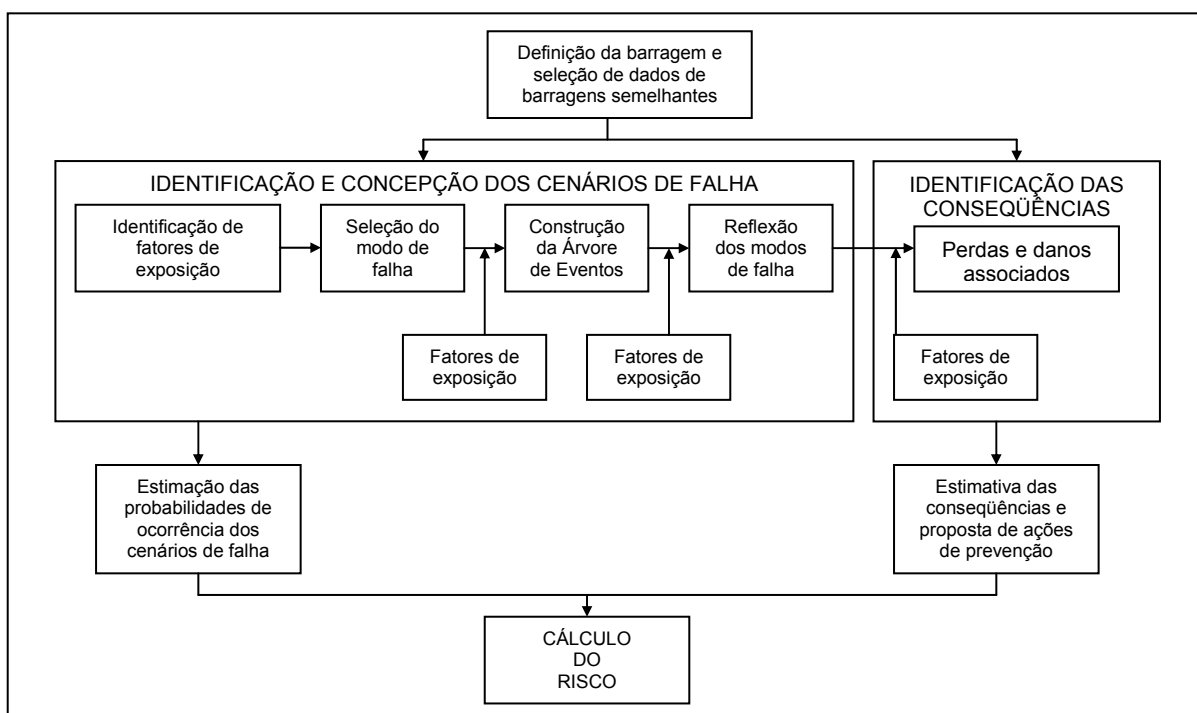 Definição da barragem e
seleção de dados de
barragens semelhantes
IDENTIFICAÇÃO E CONCEPÇÃO DOS CENÁRIOS DE FALHA
Identificação de
fatores de
exposição
Seleção do
modo de
falha
Construção
da Árvore
de Eventos
Reflexão
dos modos
de falha
Fatores de
exposição
Fatores de
exposição
IDENTIFICAÇÃO DAS
CONSEQÜÊNCIAS
Perdas e danos
associados
Fatores de
exposição
Estimação das
probabilidades de
ocorrência dos
cenários de falha
Estimativa das
conseqüências e
proposta de ações
de prevenção
CÁLCULO
DO
RISCO